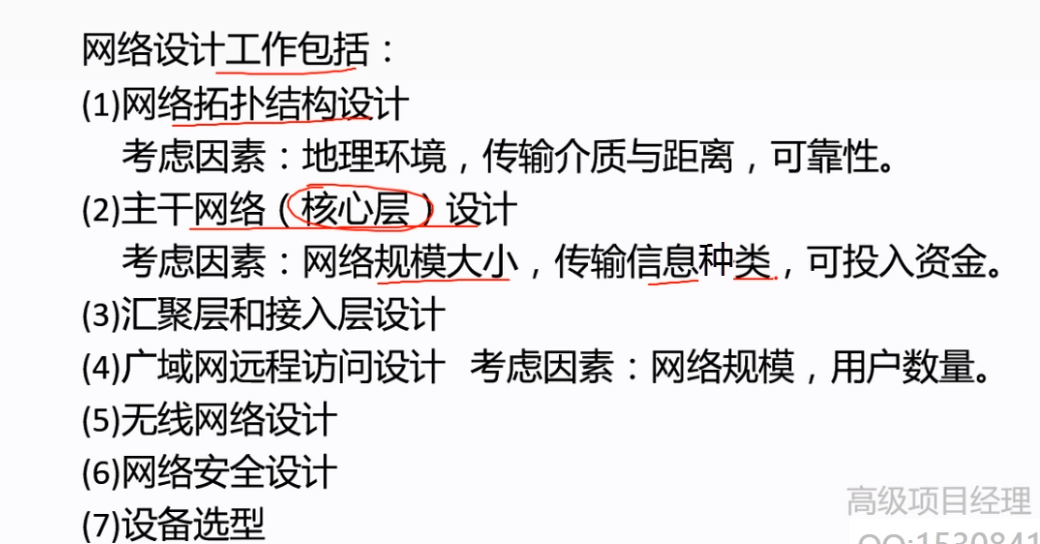 网络设计工作包括：
(1)网络拓扑结构设计
考虑因素：地理环境，传输介质与距离，可靠性。
(2)主干网络（核心层）设计
考虑因素：网络规模大小，传输信息种类，可投入资金。
(3)汇聚层和接入层设计
(4)广域网远程访问设计 考虑因素：网络规模，用户数量。
(5)无线网络设计
(6)网络安全设计
(7)设备选型
高级项目经理
QQ:1530841